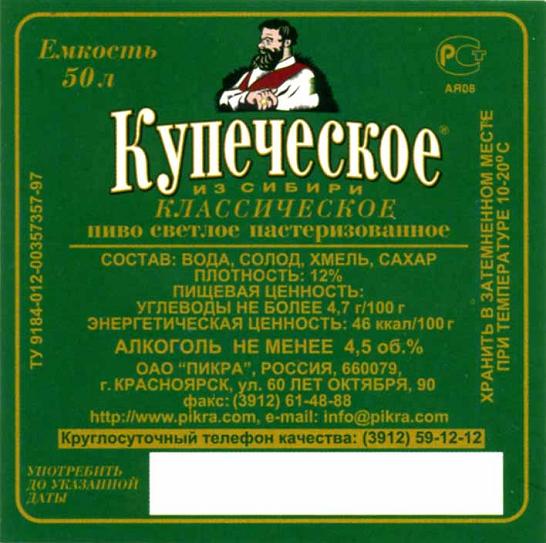 Емкость
50 л
РСТ
АЯ08
Купеческое®
ИЗ СИБИРИ
КЛАССИЧЕСКОЕ
пиво светлое пастеризованное
СОСТАВ: ВОДА, СОЛОД, ХМЕЛЬ, САХАР
ПЛОТНОСТЬ: 12%
ПИЩЕВАЯ ЦЕННОСТЬ:
УГЛЕВОДЫ НЕ БОЛЕЕ 4,7 г/100 г
ЭНЕРГЕТИЧЕСКАЯ ЦЕННОСТЬ: 46 ккал/100 г
АЛКОГОЛЬ НЕ МЕНЕЕ 4,5 об.%
ОАО "ПИКРА", РОССИЯ, 660079,
г. КРАСНОЯРСК, ул. 60 ЛЕТ ОКТЯБРЯ, 90
факс: (3912) 61-48-88
http://www.pikra.com, e-mail: info@pikra.com
Круглосуточный телефон качества: (3912) 59-12-12
УПОТРЕБИТЬ
ДО УКАЗАННОЙ
ДАТЫ
ТУ 9184-012-00357357-97
ХРАНИТЬ В ЗАТЕМНЕННОМ МЕСТЕ
ПРИ ТЕМПЕРАТУРЕ 10-20°С